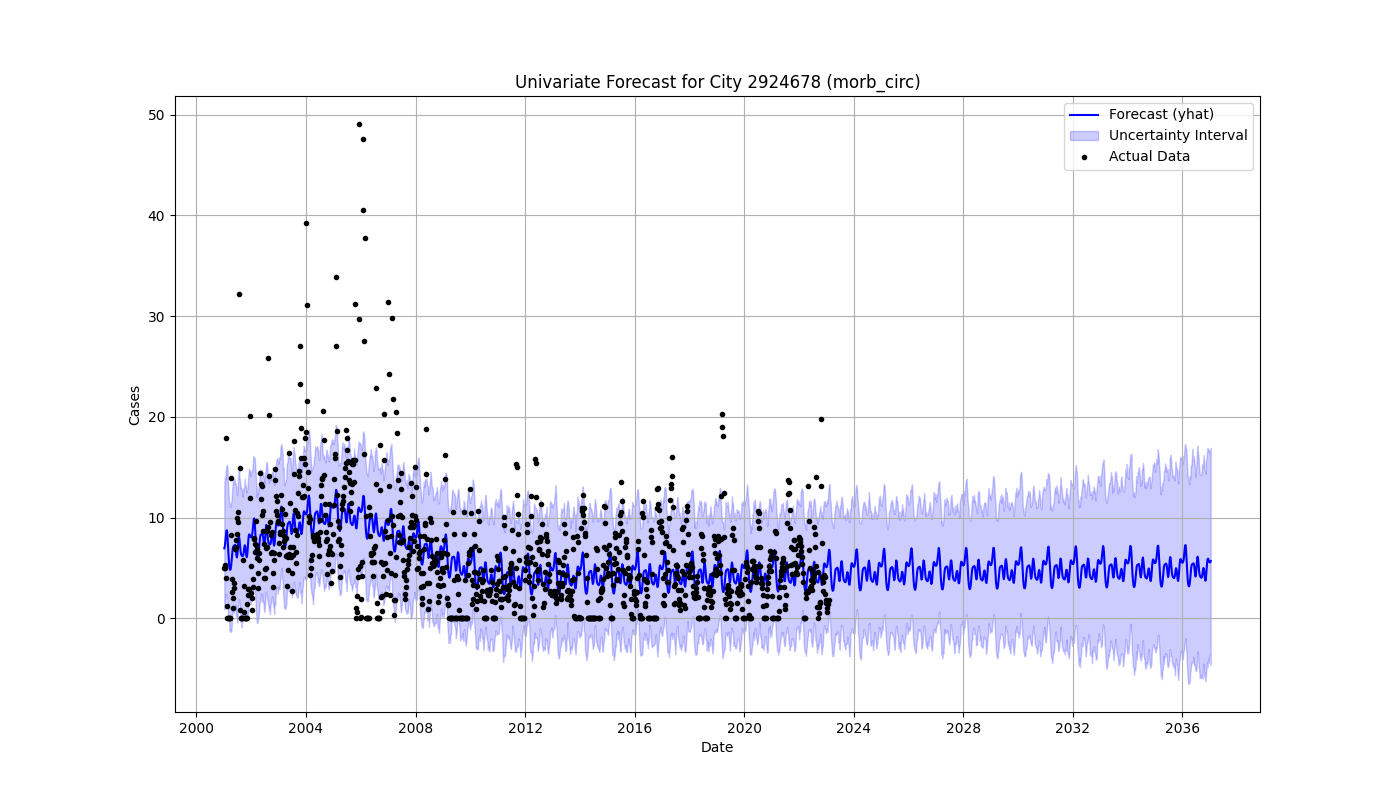 Univariate Forecast for City 2924678 (morb_circ)
Forecast (yhat)
Uncertainty Interval
Actual Data
Cases
50
40
30
20
10
0
2000
2004
2008
2012
2016
2020
2024
2028
2032
2036
Date